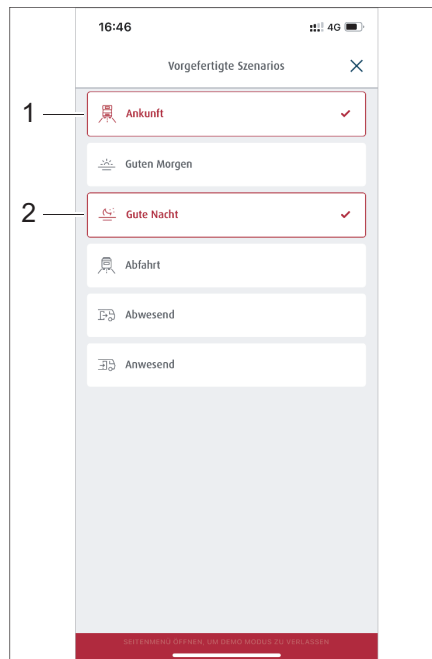 16:46 4G
Vorgefertigte Szenarios
1 Ankunft
Guten Morgen
2 Gute Nacht
Abfahrt
Abwesend
Anwesend
SEITENMENÜ ÖFFNEN, UM DEMO MODUS ZU VERLASSEN